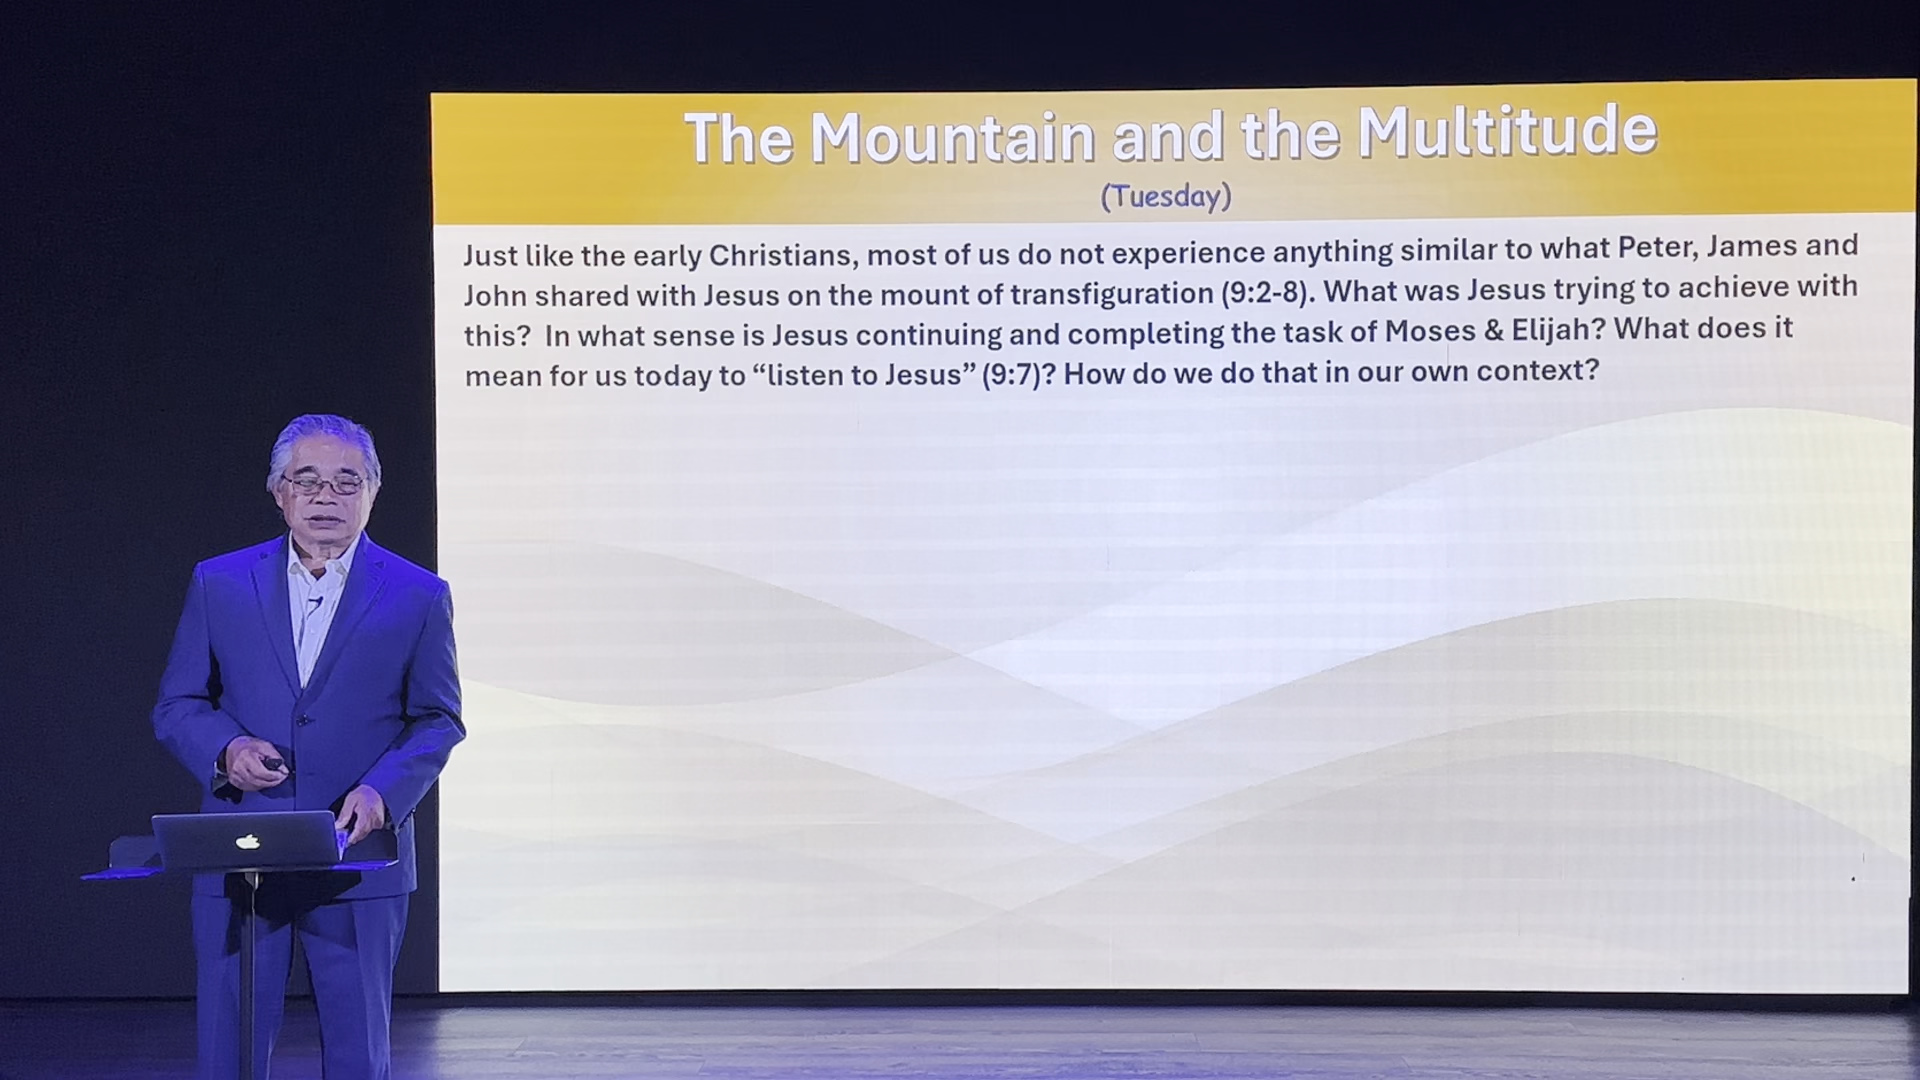 The Mountain and the Multitude
(Tuesday)
Just like the early Christians, most of us do not experience anything similar to what Peter, James and
John shared with Jesus on the mount of transfiguration (9:2-8). What was Jesus trying to achieve with
this?  In what sense is Jesus continuing and completing the task of Moses & Elijah? What does it
mean for us today to “listen to Jesus” (9:7)? How do we do that in our own context?